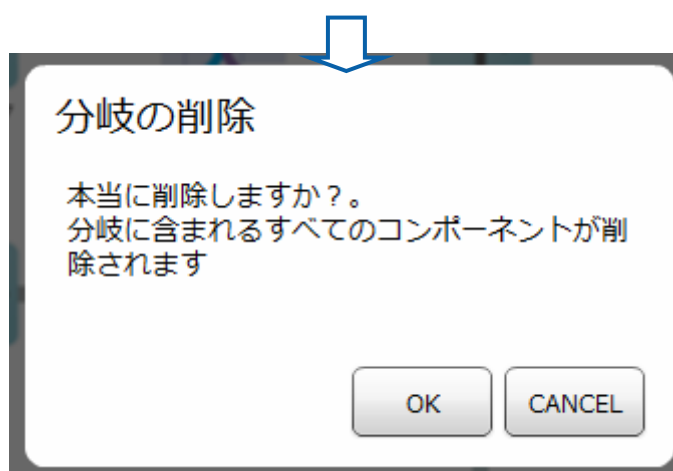 分岐の削除
本当に削除しますか？。
分岐に含まれるすべてのコンポーネントが削
除されます
OK
CANCEL